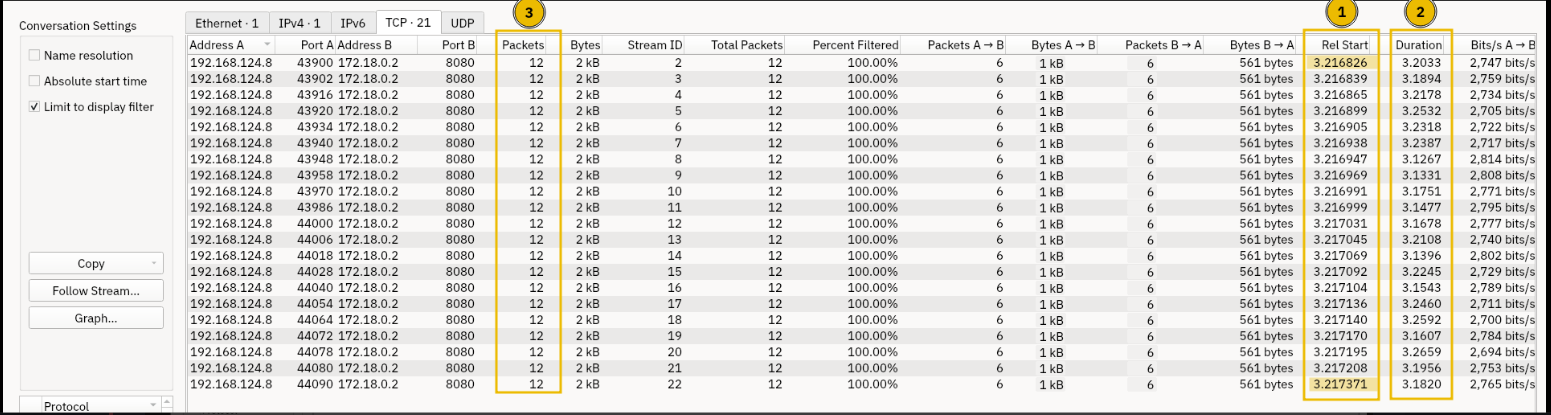 3 1 2
Conversation Settings Ethernet · 1 IPv4 · 1 IPv6 TCP · 21 UDP
Address A Port A Address B Port B Packets Bytes Stream ID Total Packets Percent Filtered Packets A → B Bytes A → B Packets B → A Bytes B → A Rel Start Duration Bits/s A → B
Name resolution
Absolute start time
Limit to display filter
192.168.124.8 43900 172.18.0.2 8080 12 2 kB 2 12 100.00% 6 1 kB 6 561 bytes 3.216826 3.2033 2,747 bits/s
192.168.124.8 43902 172.18.0.2 8080 12 2 kB 3 12 100.00% 6 1 kB 6 561 bytes 3.216839 3.1894 2,759 bits/s
192.168.124.8 43916 172.18.0.2 8080 12 2 kB 4 12 100.00% 6 1 kB 6 561 bytes 3.216865 3.2178 2,734 bits/s
192.168.124.8 43920 172.18.0.2 8080 12 2 kB 5 12 100.00% 6 1 kB 6 561 bytes 3.216899 3.2532 2,705 bits/s
192.168.124.8 43934 172.18.0.2 8080 12 2 kB 6 12 100.00% 6 1 kB 6 561 bytes 3.216905 3.2318 2,722 bits/s
192.168.124.8 43940 172.18.0.2 8080 12 2 kB 7 12 100.00% 6 1 kB 6 561 bytes 3.216938 3.2387 2,717 bits/s
192.168.124.8 43948 172.18.0.2 8080 12 2 kB 8 12 100.00% 6 1 kB 6 561 bytes 3.216947 3.1267 2,814 bits/s
192.168.124.8 43958 172.18.0.2 8080 12 2 kB 9 12 100.00% 6 1 kB 6 561 bytes 3.216969 3.1331 2,808 bits/s
192.168.124.8 43970 172.18.0.2 8080 12 2 kB 10 12 100.00% 6 1 kB 6 561 bytes 3.216991 3.1751 2,771 bits/s
192.168.124.8 43986 172.18.0.2 8080 12 2 kB 11 12 100.00% 6 1 kB 6 561 bytes 3.216999 3.1477 2,795 bits/s
192.168.124.8 44000 172.18.0.2 8080 12 2 kB 12 12 100.00% 6 1 kB 6 561 bytes 3.217031 3.1678 2,777 bits/s
192.168.124.8 44006 172.18.0.2 8080 12 2 kB 13 12 100.00% 6 1 kB 6 561 bytes 3.217045 3.2108 2,740 bits/s
192.168.124.8 44018 172.18.0.2 8080 12 2 kB 14 12 100.00% 6 1 kB 6 561 bytes 3.217069 3.1396 2,802 bits/s
192.168.124.8 44028 172.18.0.2 8080 12 2 kB 15 12 100.00% 6 1 kB 6 561 bytes 3.217092 3.2245 2,729 bits/s
192.168.124.8 44040 172.18.0.2 8080 12 2 kB 16 12 100.00% 6 1 kB 6 561 bytes 3.217104 3.1543 2,789 bits/s
192.168.124.8 44054 172.18.0.2 8080 12 2 kB 17 12 100.00% 6 1 kB 6 561 bytes 3.217136 3.2460 2,711 bits/s
192.168.124.8 44064 172.18.0.2 8080 12 2 kB 18 12 100.00% 6 1 kB 6 561 bytes 3.217140 3.2592 2,700 bits/s
192.168.124.8 44072 172.18.0.2 8080 12 2 kB 19 12 100.00% 6 1 kB 6 561 bytes 3.217170 3.1607 2,784 bits/s
192.168.124.8 44078 172.18.0.2 8080 12 2 kB 20 12 100.00% 6 1 kB 6 561 bytes 3.217195 3.2659 2,694 bits/s
192.168.124.8 44080 172.18.0.2 8080 12 2 kB 21 12 100.00% 6 1 kB 6 561 bytes 3.217208 3.1956 2,753 bits/s
192.168.124.8 44090 172.18.0.2 8080 12 2 kB 22 12 100.00% 6 1 kB 6 561 bytes 3.217371 3.1820 2,765 bits/s
Copy
Follow Stream...
Graph...
Protocol